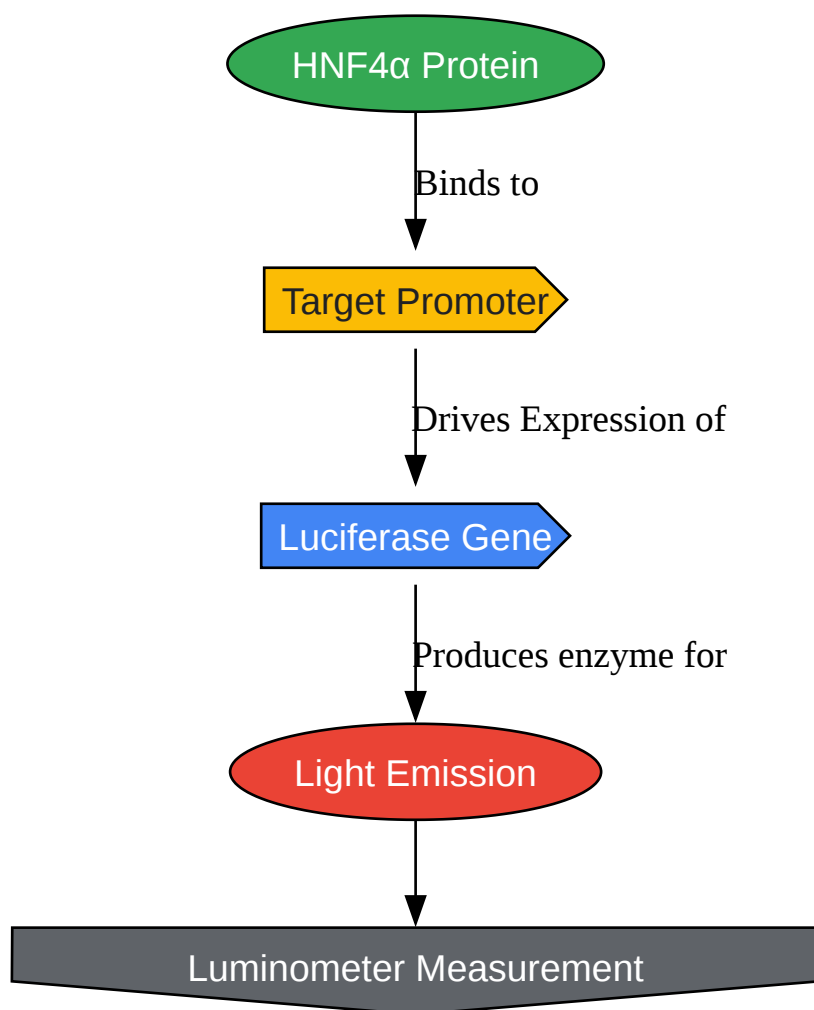 HNF4α Protein
Binds to
Target Promoter
Drives Expression of
Luciferase Gene
Produces enzyme for
Light Emission
Luminometer Measurement